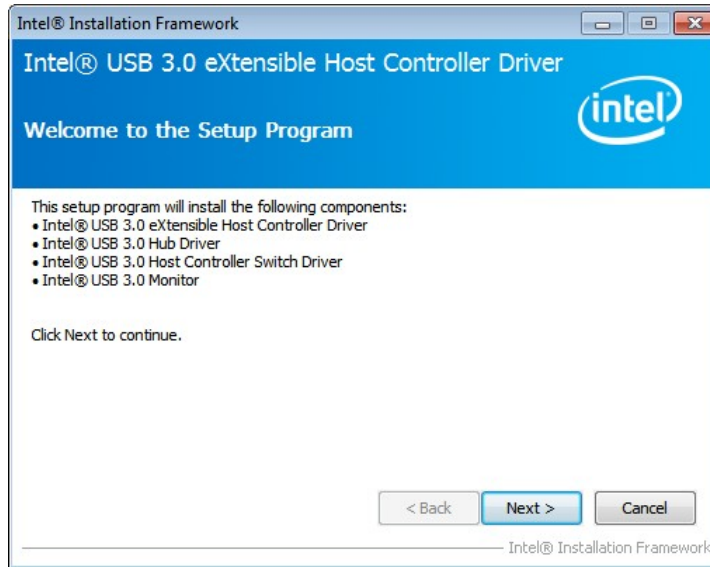 Intel® Installation Framework
Intel® USB 3.0 eXtensible Host Controller Driver
intel
Welcome to the Setup Program
This setup program will install the following components:
• Intel® USB 3.0 eXtensible Host Controller Driver
• Intel® USB 3.0 Hub Driver
• Intel® USB 3.0 Host Controller Switch Driver
• Intel® USB 3.0 Monitor
Click Next to continue.
< Back Next > Cancel
Intel® Installation Framework